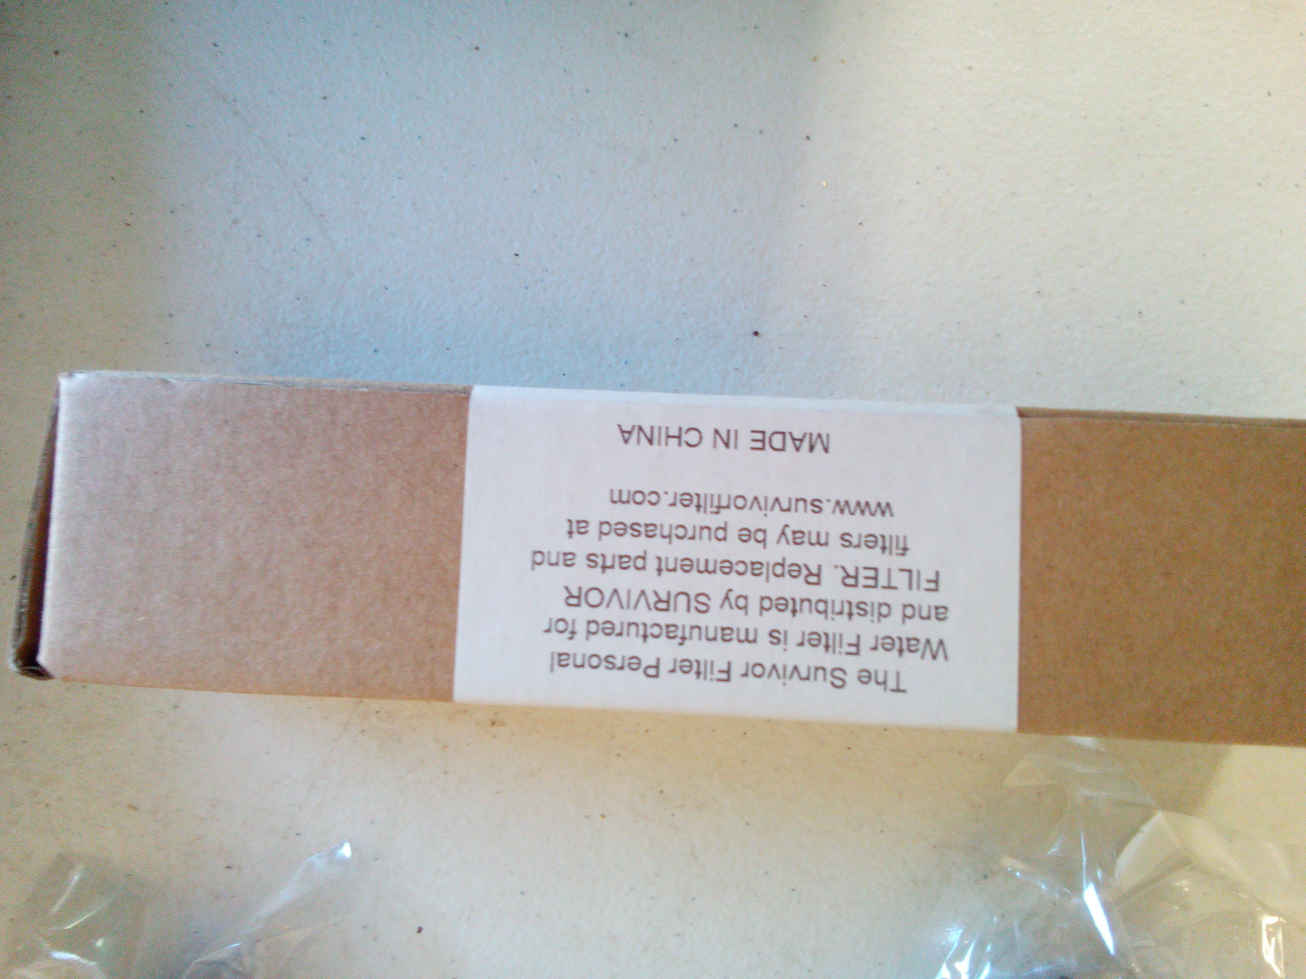 The Survivor Filter Personal
Water Filter is manufactured for
and distributed by SURVIVOR
FILTER. Replacement parts and
filters may be purchased at
www.survivorfilter.com
MADE IN CHINA